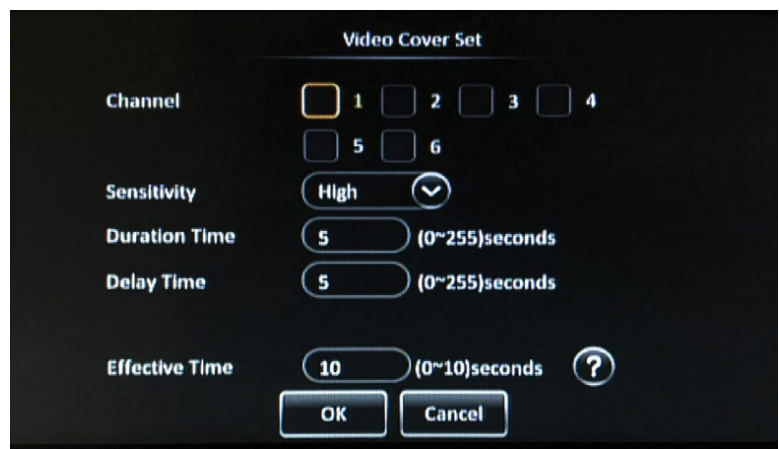 Video Cover Set
Channel 1 2 3 4
5 6
Sensitivity High
Duration Time 5 (0~255)seconds
Delay Time 5 (0~255)seconds
Effective Time 10 (0~10)seconds ?
OK Cancel